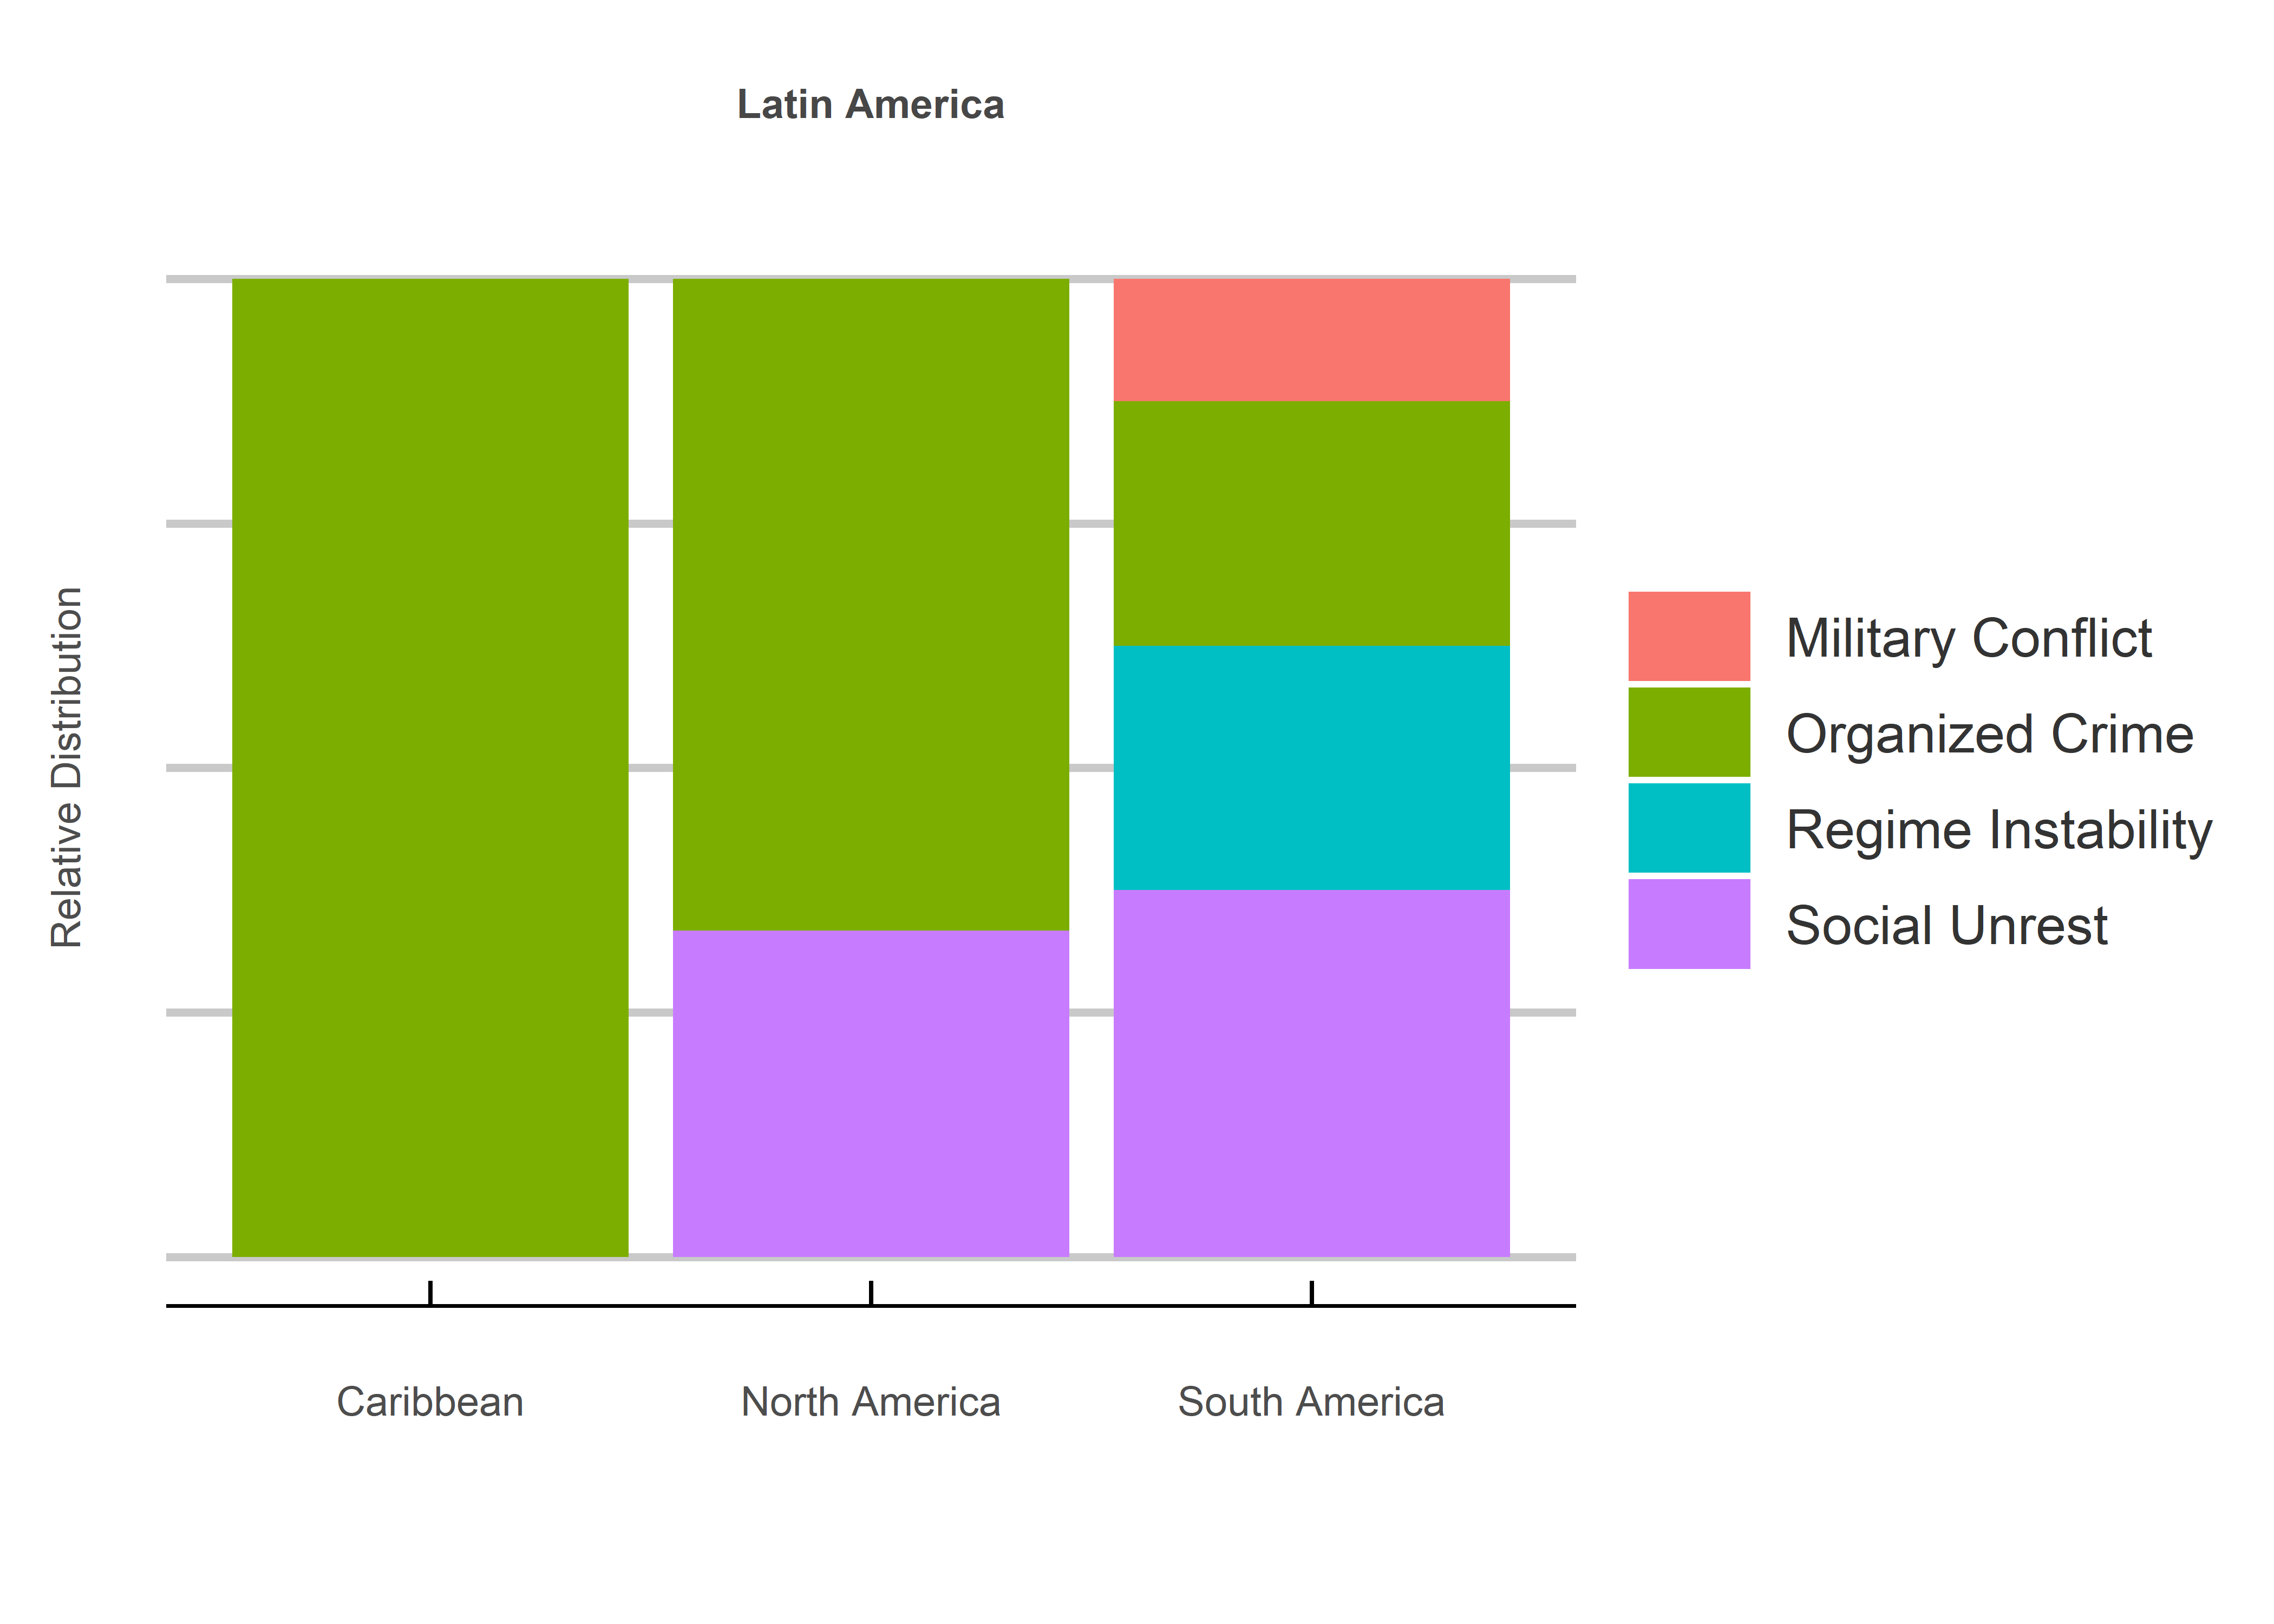 Latin America
Relative Distribution
Military Conflict
Organized Crime
Regime Instability
Social Unrest
Caribbean
North America
South America